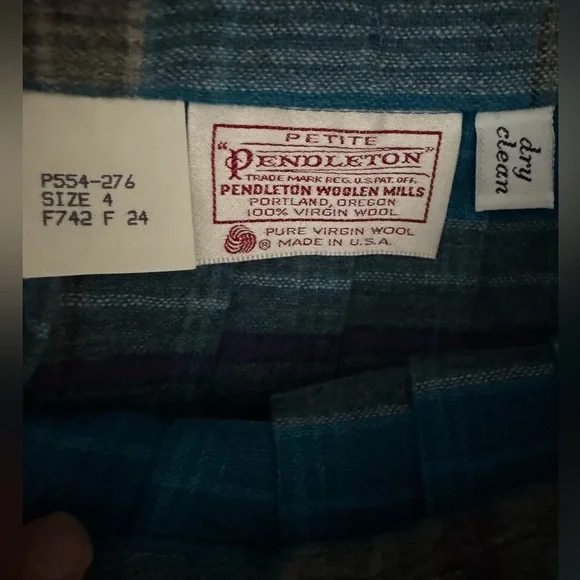 P554-276
SIZE 4
F742 F 24
PETITE
"PENDLETON"
TRADE MARK REG. U.S. PAT. OFF.
PENDLETON WOOLEN MILLS
PORTLAND, OREGON
100% VIRGIN WOOL
PURE VIRGIN WOOL
® MADE IN U.S.A.
dry
clean